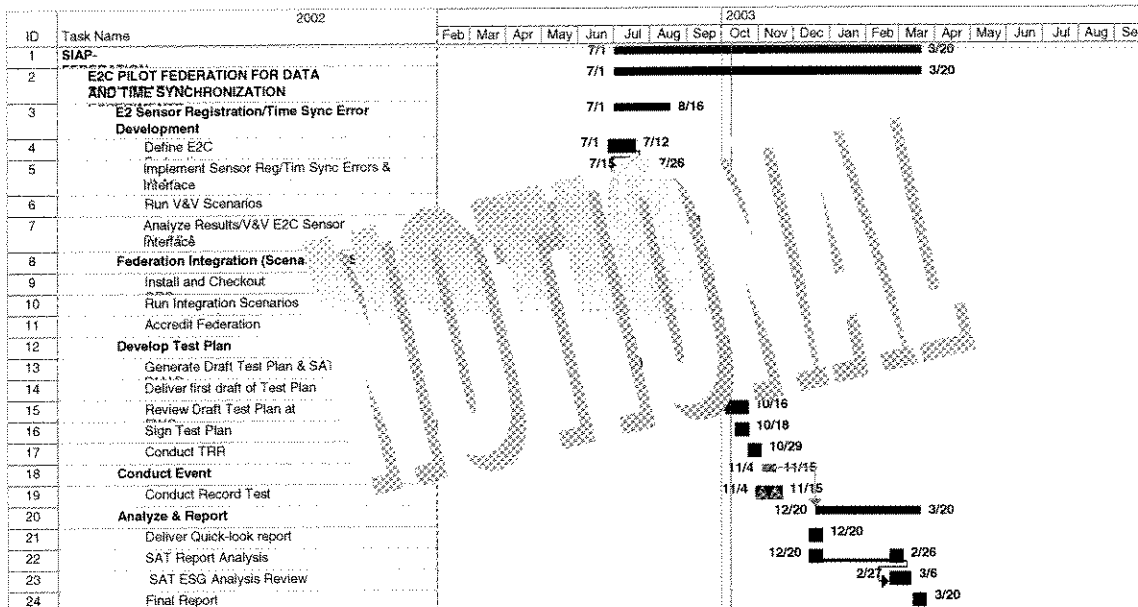 2002 2003
ID Task Name Feb Mar Apr May Jun Jul Aug Sep Oct Nov Dec Jan Feb Mar Apr May Jun Jul Aug Se
1 SIAP- 7/1 3/20
2 E2C PILOT FEDERATION FOR DATA 7/1 3/20
AND TIME SYNCHRONIZATION
3 E2 Sensor Registration/Time Sync Error 7/1 8/16
Development
4 Define E2C 7/1 7/12
5 Implement Sensor Reg/Tim Sync Errors & 7/15 7/26
Interface
6 Run V&V Scenarios
7 Analyze Results/V&V E2C Sensor
Interface
8 Federation Integration (Scena
9 Install and Checkout
10 Run Integration Scenarios
11 Accredit Federation
12 Develop Test Plan
13 Generate Draft Test Plan & SAT
14 Deliver first draft of Test Plan
15 Review Draft Test Plan at 10/16
16 Sign Test Plan 10/18
17 Conduct TRR 10/29
18 Conduct Event 11/4 11/15
19 Conduct Record Test 11/4 11/15
20 Analyze & Report 12/20 3/20
21 Deliver Quick-look report 12/20
22 SAT Report Analysis 12/20 2/26
23 SAT ESG Analysis Review 2/27 3/6
24 Final Report 3/20